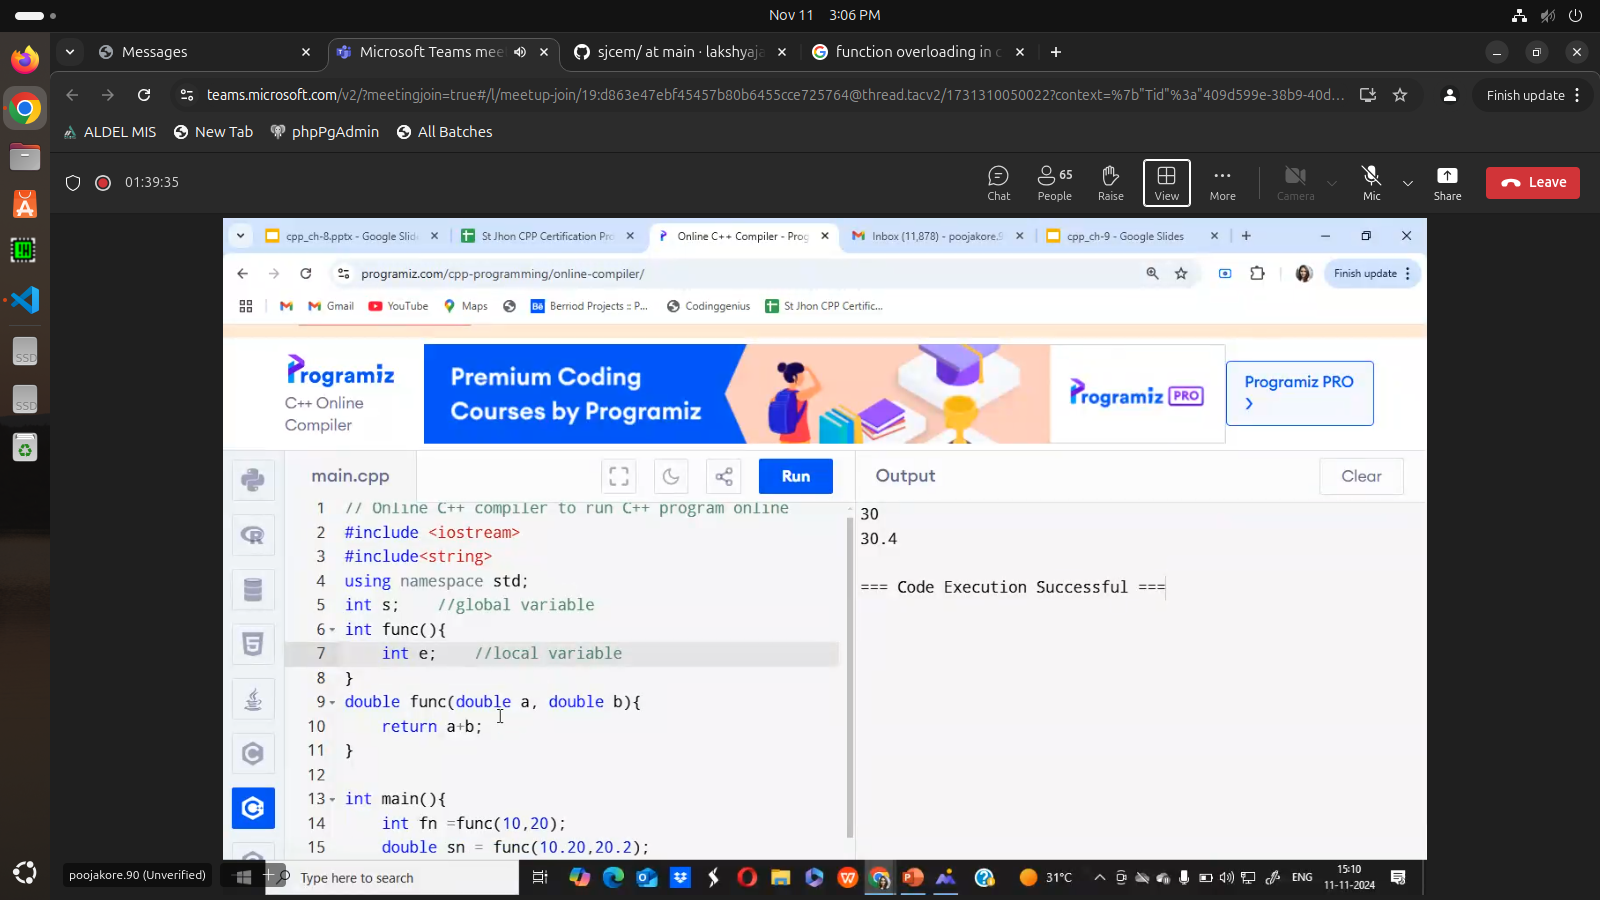 Nov 11 3:06 PM
Messages
Microsoft Teams mee
sjcem/ at main · lakshyaja
function overloading in c
teams.microsoft.com/v2/?meetingjoin=true#/l/meetup-join/19:d863e47ebf45457b80b6455cce725764@thread.tacv2/1731310050022?context=%7b"Tid"%3a"409d599e-38b9-40d...
Finish update
ALDEL MIS
New Tab
phpPgAdmin
All Batches
01:39:35
65
Chat
People
Raise
View
More
Camera
Mic
Share
Leave
cpp_ch-8.pptx - Google Slid
St Jhon CPP Certification Pro
Online C++ Compiler - Prog
Inbox (11,878) - poojakore.9
cpp_ch-9 - Google Slides
programiz.com/cpp-programming/online-compiler/
Finish update
Gmail
YouTube
Maps
Bē
Berriod Projects :: P...
Codinggenius
St Jhon CPP Certific...
Programiz
C++ Online
Compiler
Premium Coding
Courses by Programiz
Programiz PRO
Programiz PRO
main.cpp
Run
Output
Clear
1 // Online C++ compiler to run C++ program online
2 #include <iostream>
3 #include<string>
4 using namespace std;
5 int s; //global variable
6 int func(){
7 int e; //local variable
8 }
9 double func(double a, double b){
10 return a+b;
11 }
12
13 int main(){
14 int fn =func(10,20);
15 double sn = func(10.20,20.2);
30
30.4
=== Code Execution Successful ===
SSD
SSD
poojakore.90 (Unverified)
Type here to search
31°C
ENG
15:10
11-11-2024